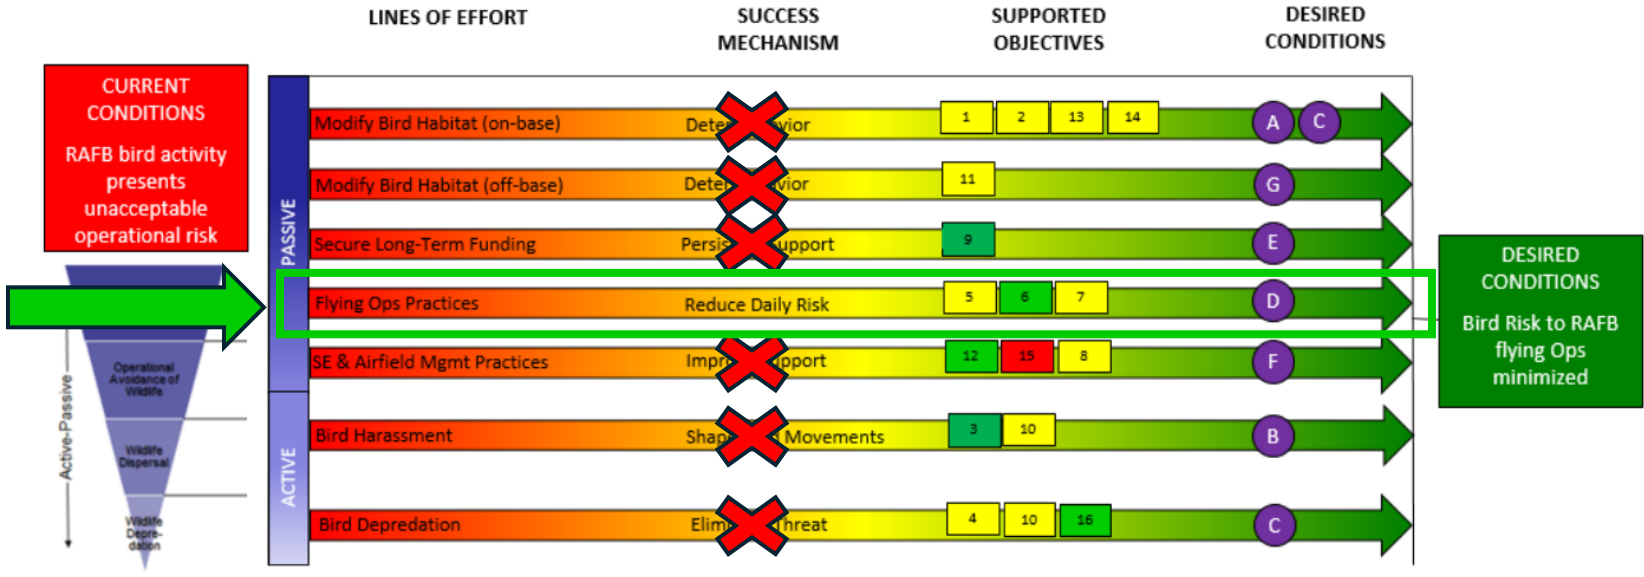 LINES OF EFFORT
SUCCESS
MECHANISM
SUPPORTED
OBJECTIVES
DESIRED
CONDITIONS
CURRENT
CONDITIONS
RAFB bird activity
presents
unacceptable
operational risk
PASSIVE
Modify Bird Habitat (on-base)
1 2 13 14
A C
Modify Bird Habitat (off-base)
11
G
Secure Long-Term Funding
9
E
Flying Ops Practices
Reduce Daily Risk
5 6 7
D
SE & Airfield Mgmt Practices
12 15 8
F
ACTIVE
Bird Harassment
Movements
3 10
B
Bird Depredation
Threat
4 10 16
C
Active-Passive
Operational
Avoidance of
Wildlife
Wildlife
Dispersal
Wildlife
Depre-
dation
DESIRED
CONDITIONS
Bird Risk to RAFB
flying Ops
minimized